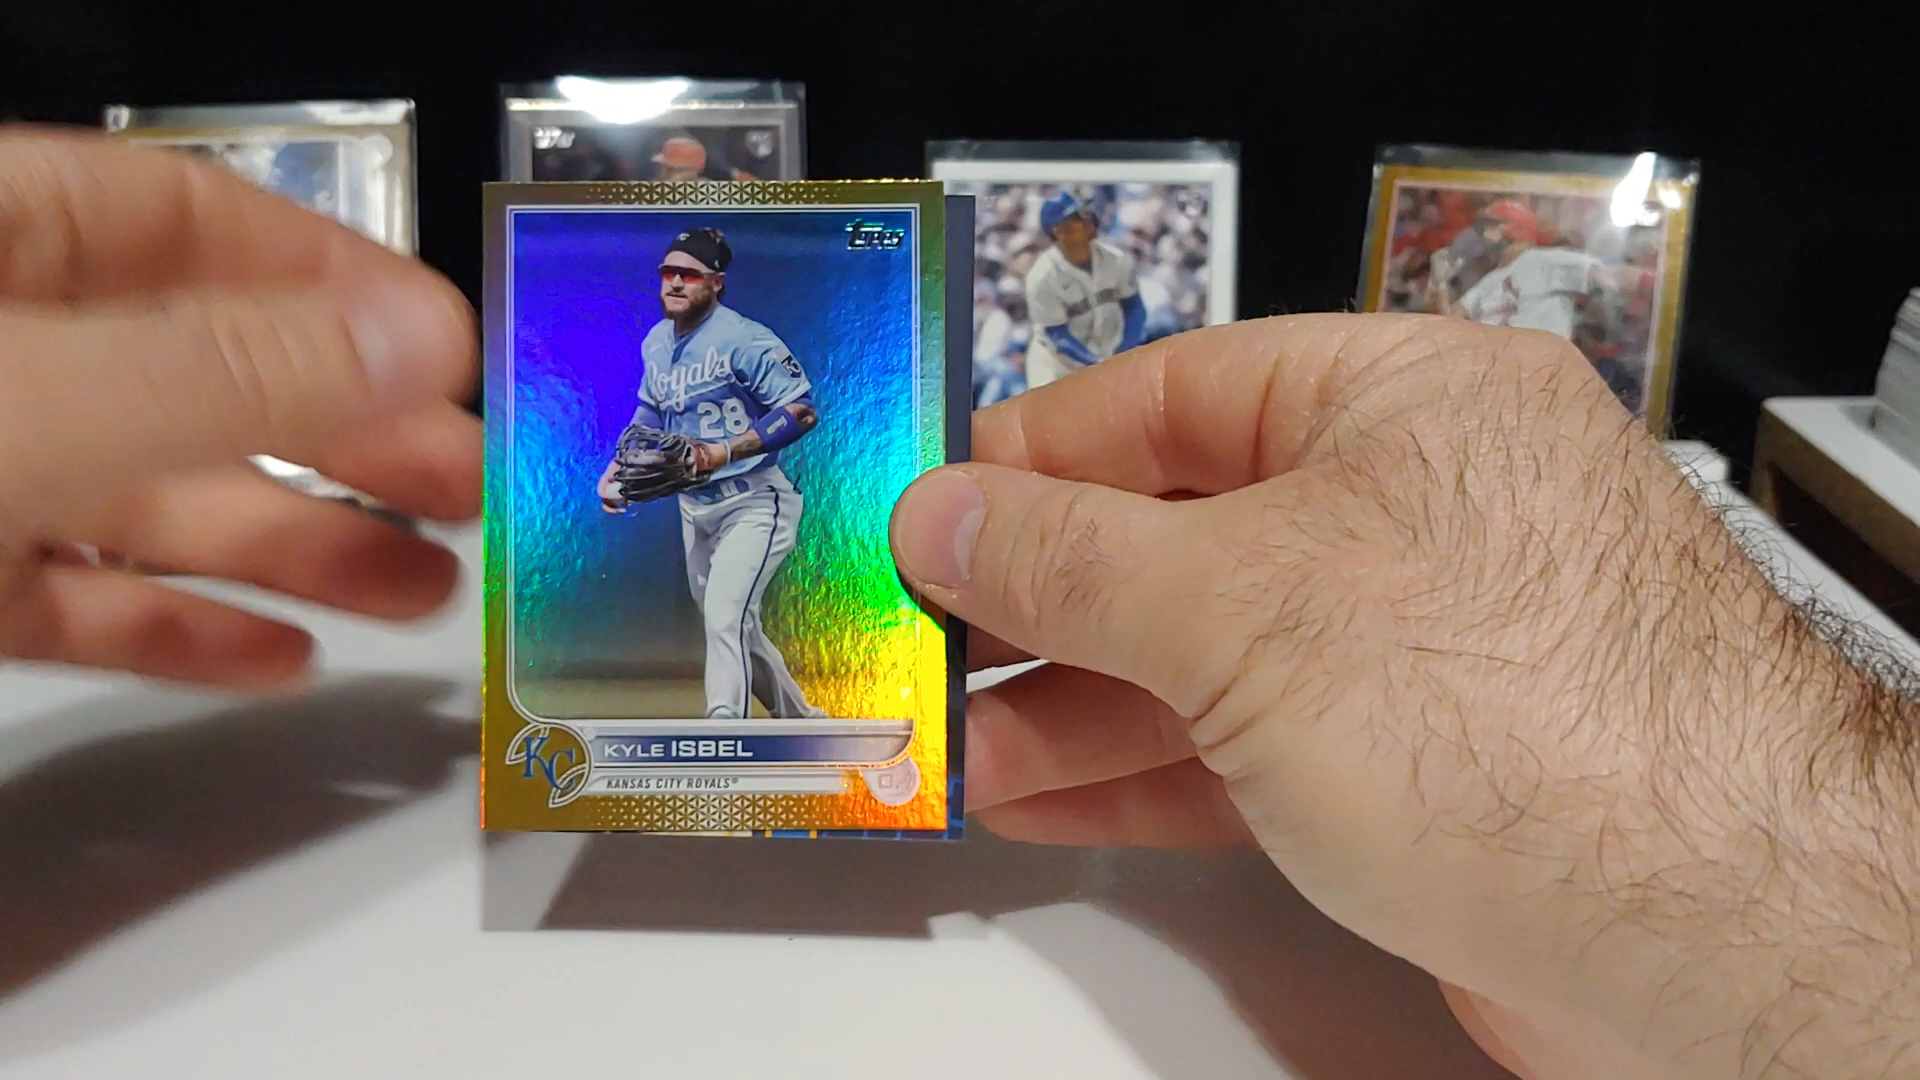 Topps
Royals
28
KC
KYLE ISBEL
KANSAS CITY ROYALS®